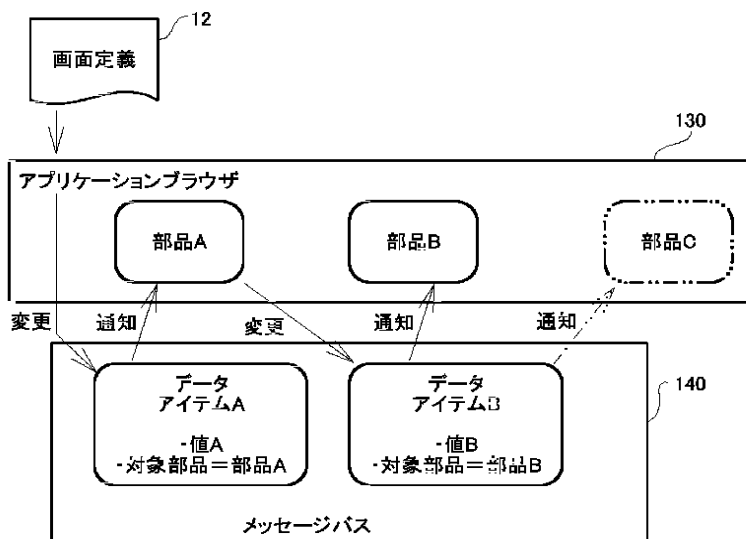 12
画面定義
130
アプリケーションブラウザ
部品A
部品B
部品C
変更
通知
変更
通知
通知
データ
アイテムA
-値A
-対象部品＝部品A
データ
アイテムB
-値B
-対象部品＝部品B
140
メッセージバス